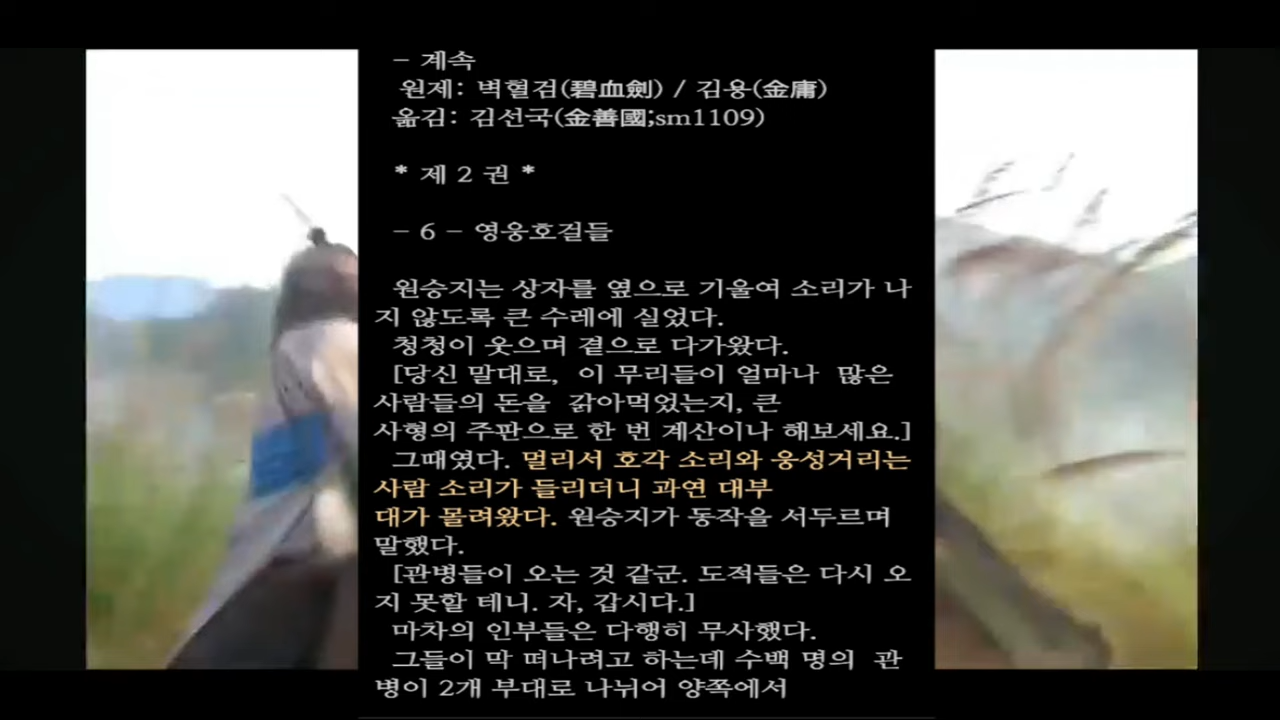 - 계속
원제: 벽혈검(碧血劍) / 김용(金庸)
옮김: 김선국(金善國;sm1109)
* 제 2 권 *
- 6 - 영웅호걸들
원승지는 상자를 옆으로 기울여 소리가 나
지 않도록 큰 수레에 실었다.
청청이 웃으며 곁으로 다가왔다.
[당신 말대로, 이 무리들이 얼마나 많은
사람들의 돈을 갉아먹었는지, 큰
사형의 주판으로 한 번 계산이나 해보세요.]
그때였다. 멀리서 호각 소리와 웅성거리는
사람 소리가 들리더니 과연 대부
대가 몰려왔다. 원승지가 동작을 서두르며
말했다.
[관병들이 오는 것 같군. 도적들은 다시 오
지 못할 테니. 자, 갑시다.]
마차의 인부들은 다행히 무사했다.
그들이 막 떠나려고 하는데 수백 명의 관
병이 2개 부대로 나뉘어 양쪽에서